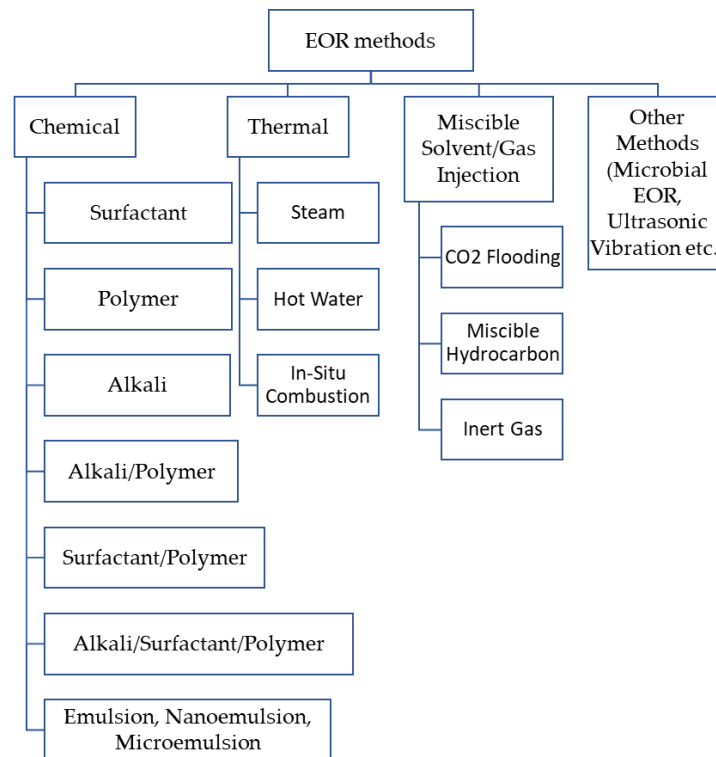 EOR methods
Chemical
Surfactant
Polymer
Alkali
Alkali/Polymer
Surfactant/Polymer
Alkali/Surfactant/Polymer
Emulsion, Nanoemulsion,
Microemulsion
Thermal
Steam
Hot Water
In-Situ
Combustion
Miscible
Solvent/Gas
Injection
CO2 Flooding
Miscible
Hydrocarbon
Inert Gas
Other
Methods
(Microbial
EOR,
Ultrasonic
Vibration etc.